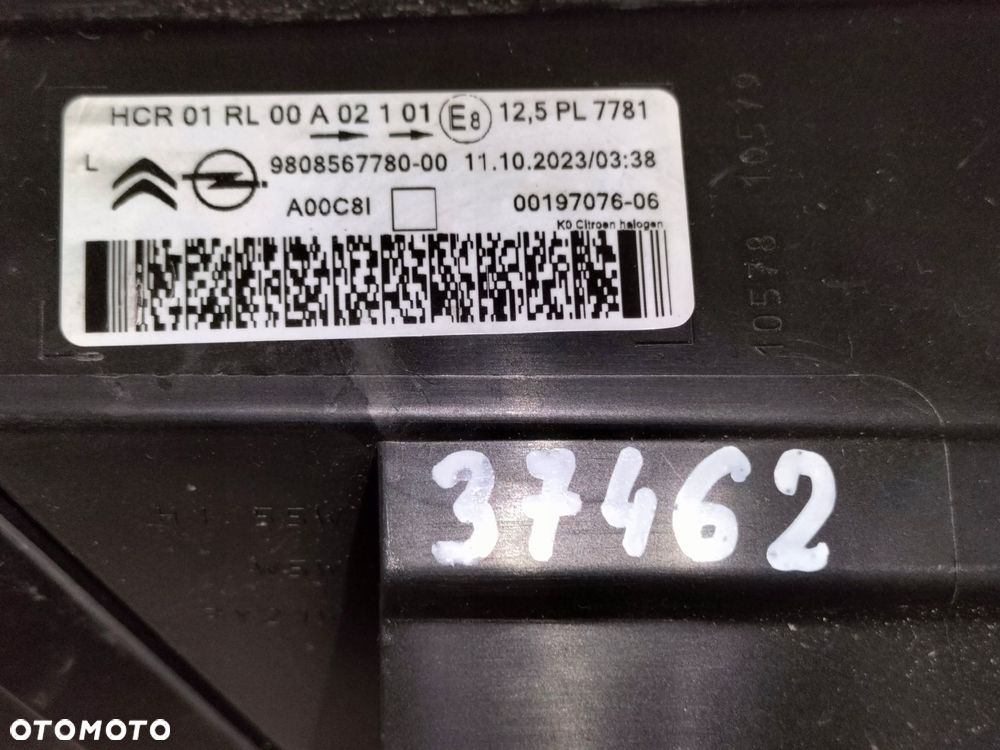 HCR 01 RL 00 A 02 1 01 E8 12,5 PL 7781
L 9808567780-00 11.10.2023/03:38
A00C8I 00197076-06
K0 Citroen halogen
10578 10519
37462
OTOMOTO